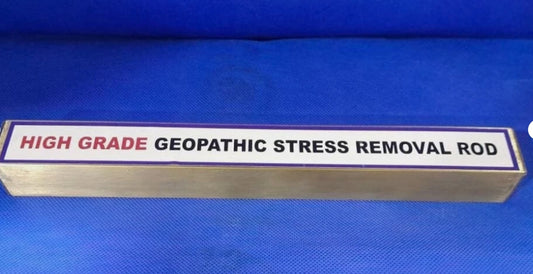 HIGH GRADE GEOPATHIC STRESS REMOVAL ROD